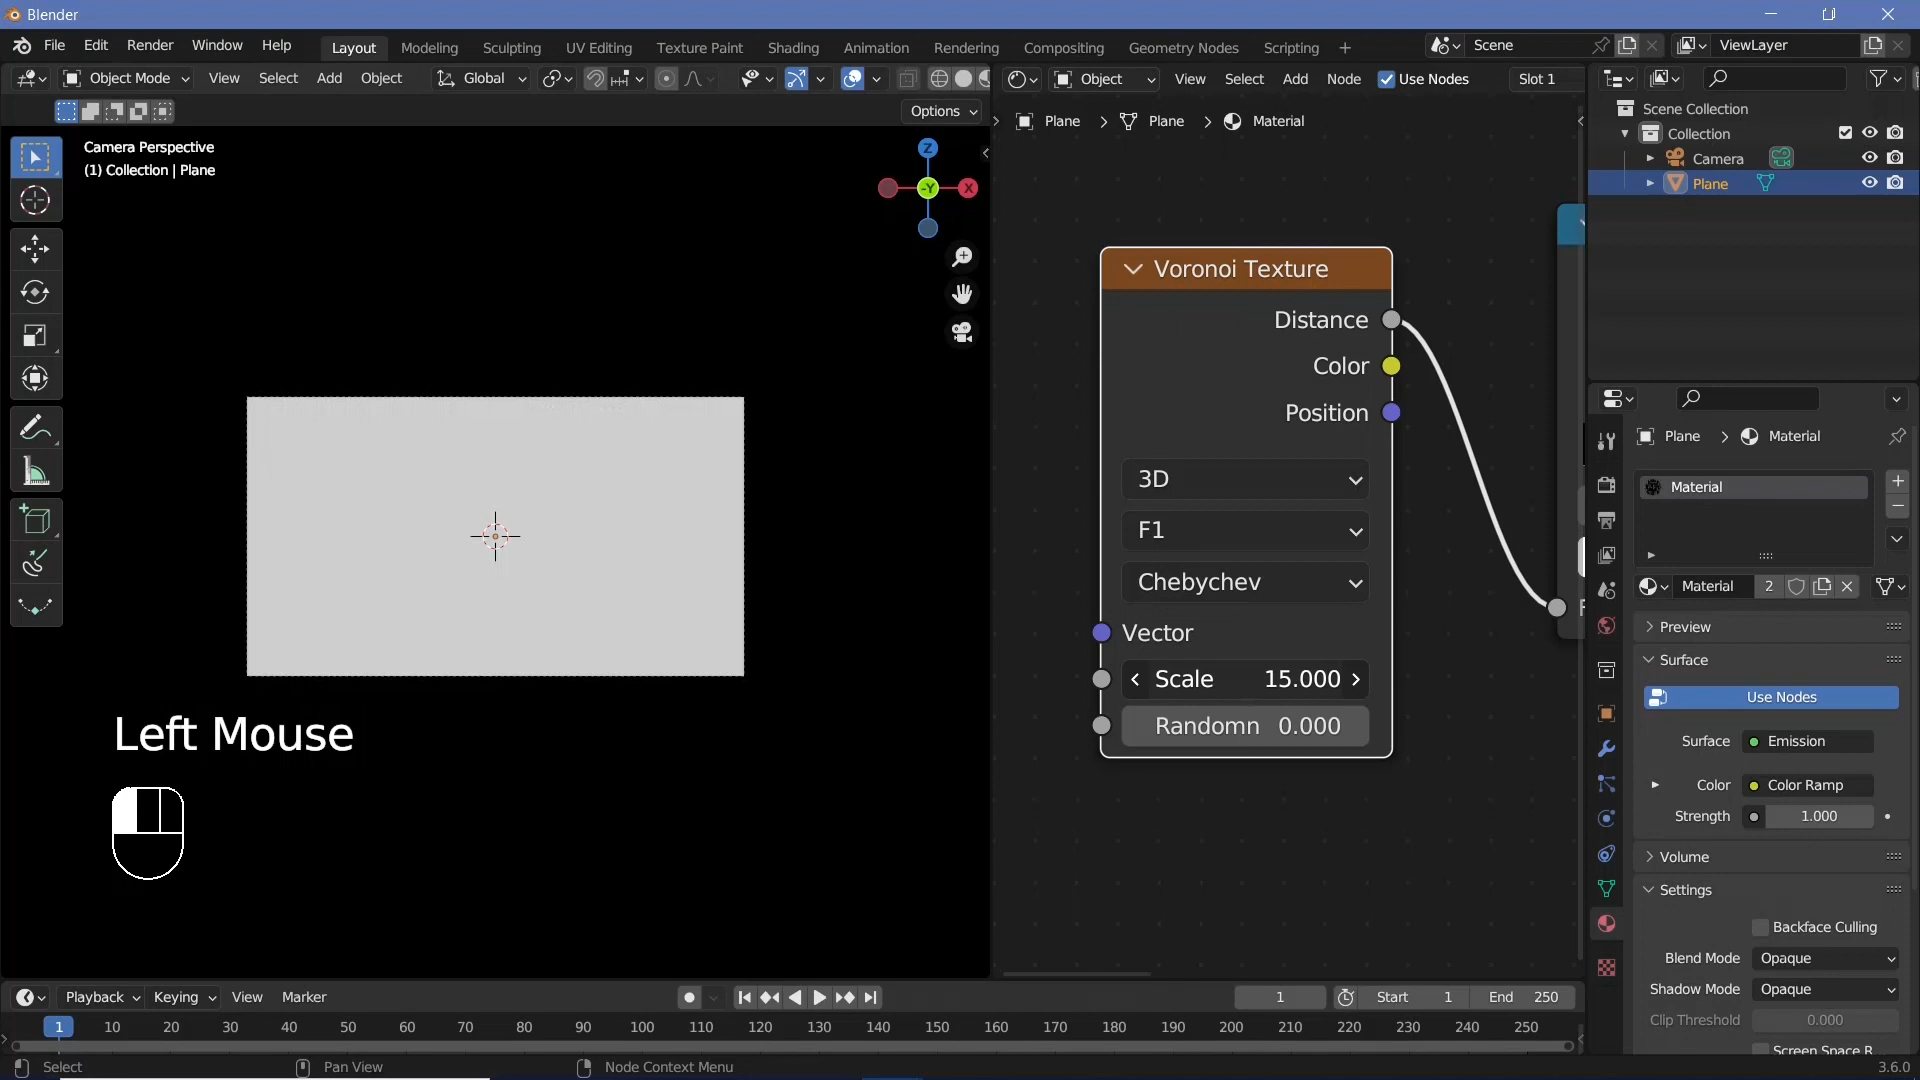 Blender
File Edit Render Window Help
Layout Modeling Sculpting UV Editing Texture Paint Shading Animation Rendering Compositing Geometry Nodes Scripting +
Scene
ViewLayer
Object Mode View Select Add Object Global
Object View Select Add Node Use Nodes Slot 1
Options
Camera Perspective
(1) Collection | Plane
Z
-Y
X
Plane > Plane > Material
Voronoi Texture
Distance
Color
Position
3D
F1
Chebychev
Vector
Scale 15.000
Randomn 0.000
Left Mouse
Scene Collection
Collection
Camera
Plane
Plane > Material
Material
Material 2
Preview
Surface
Use Nodes
Surface Emission
Color Color Ramp
Strength 1.000
Volume
Settings
Backface Culling
Blend Mode Opaque
Shadow Mode Opaque
Clip Threshold 0.000
Screen Space R
Playback Keying View Marker
1 Start 1 End 250
1 10 20 30 40 50 60 70 80 90 100 110 120 130 140 150 160 170 180 190 200 210 220 230 240 250
Select Pan View Node Context Menu 3.6.0